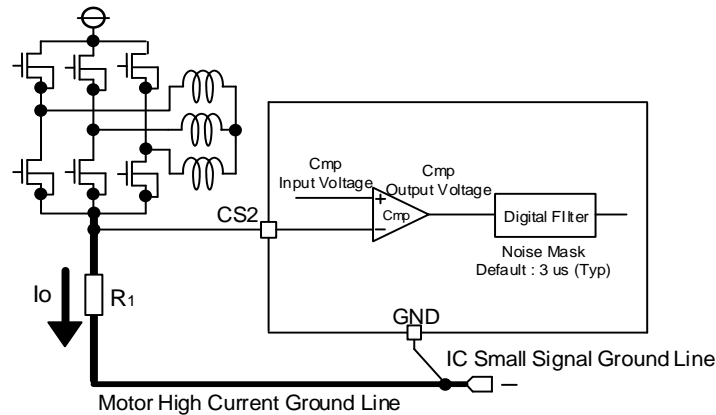 Cmp
Input Voltage
Cmp
Output Voltage
+
Cmp
−
Digital FIlter
Noise Mask
Default : 3 us (Typ)
CS2
Io
R1
GND
IC Small Signal Ground Line
−
Motor High Current Ground Line